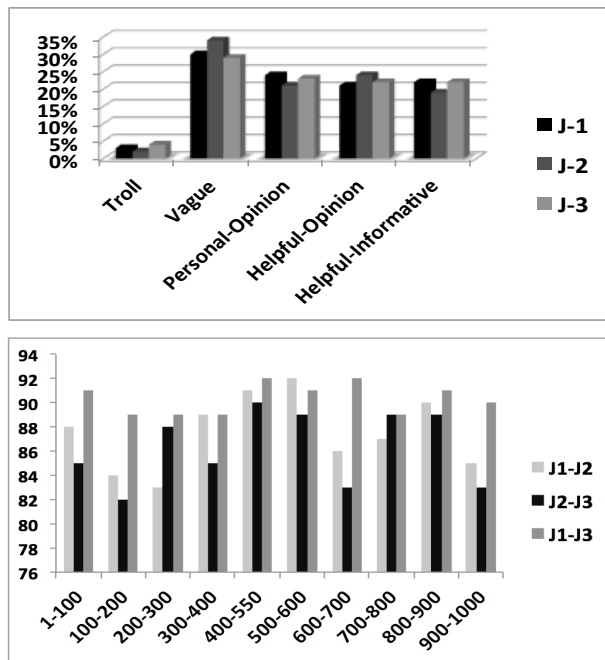 35%
30%
25%
20%
15%
10%
5%
0%
Troll
Vague
Personal-Opinion
Helpful-Opinion
Helpful-Informative
J-1
J-2
J-3
94
92
90
88
86
84
82
80
78
76
1-100
100-200
200-300
300-400
400-550
500-600
600-700
700-800
800-900
900-1000
J1-J2
J2-J3
J1-J3